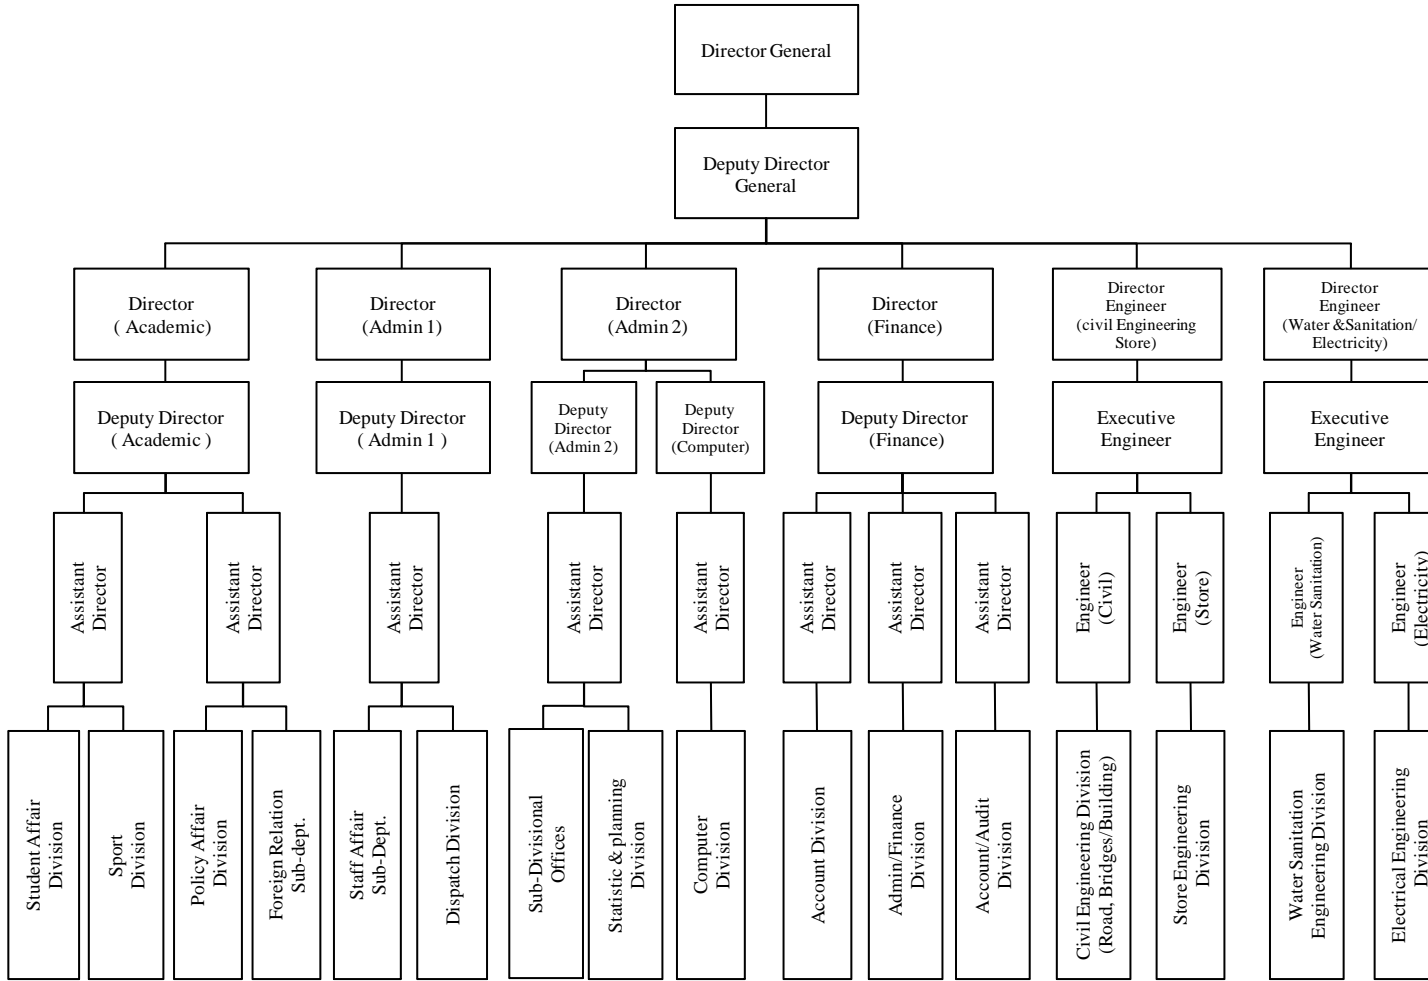 Director General
Deputy Director
General
Director
( Academic)
Director
(Admin 1)
Director
(Admin 2)
Director
(Finance)
Director
Engineer
(civil Engineering
Store)
Director
Engineer
(Water &Sanitation/
Electricity)
Deputy Director
( Academic )
Deputy Director
( Admin 1 )
Deputy
Director
(Admin 2)
Deputy
Director
(Computer)
Deputy Director
(Finance)
Executive
Engineer
Executive
Engineer
Assistant
Director
Assistant
Director
Assistant
Director
Assistant
Director
Assistant
Director
Assistant
Director
Assistant
Director
Assistant
Director
Engineer
(Civil)
Engineer
(Store)
Engineer
(Water Sanitation)
Engineer
(Electricity)
Student Affair
Division
Sport
Division
Policy Affair
Division
Foreign Relation
Sub-dept.
Staff Affair
Sub-Dept.
Dispatch Division
Sub-Divisional
Offices
Statistic & planning
Division
Computer
Division
Account Division
Admin/Finance
Division
Account/Audit
Division
Civil Engineering Division
(Road, Bridges/Building)
Store Engineering
Division
Water Sanitation
Engineering Division
Electrical Engineering
Division